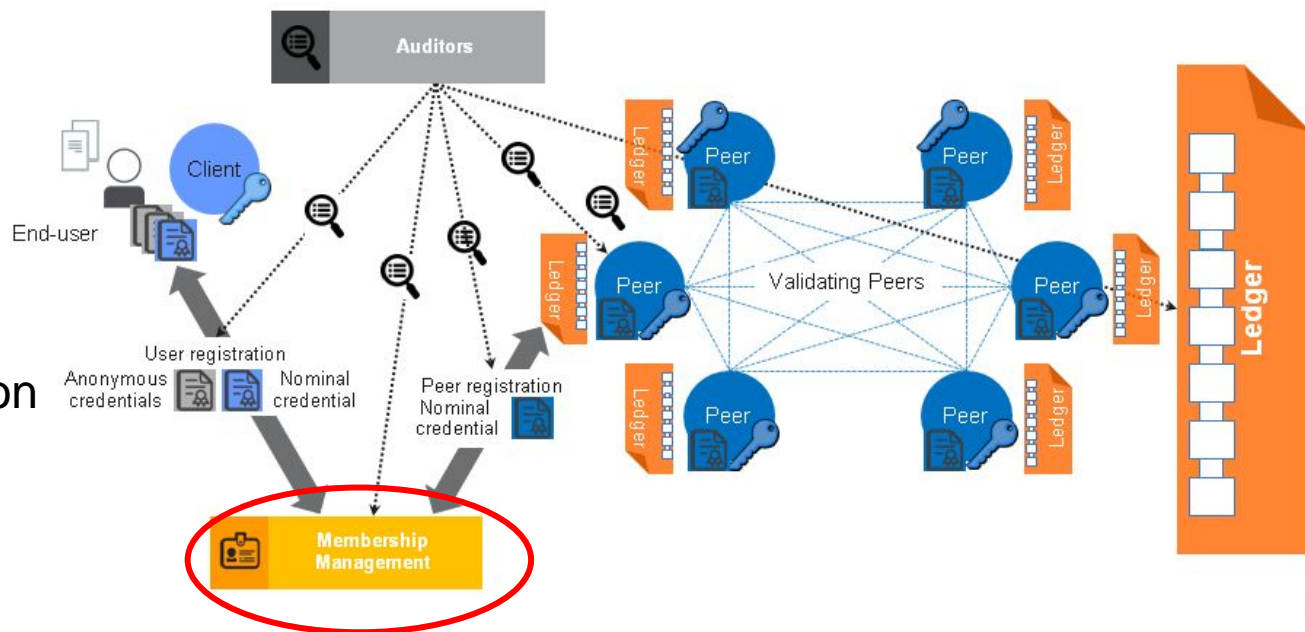 Auditors
Client
End-user
User registration
Anonymous
credentials
Nominal
credential
on
Peer registration
Nominal
credential
Membership
Management
Ledger
Peer
Peer
Ledger
Ledger
Peer
Validating Peers
Peer
Ledger
Ledger
Peer
Peer
Ledger
Ledger